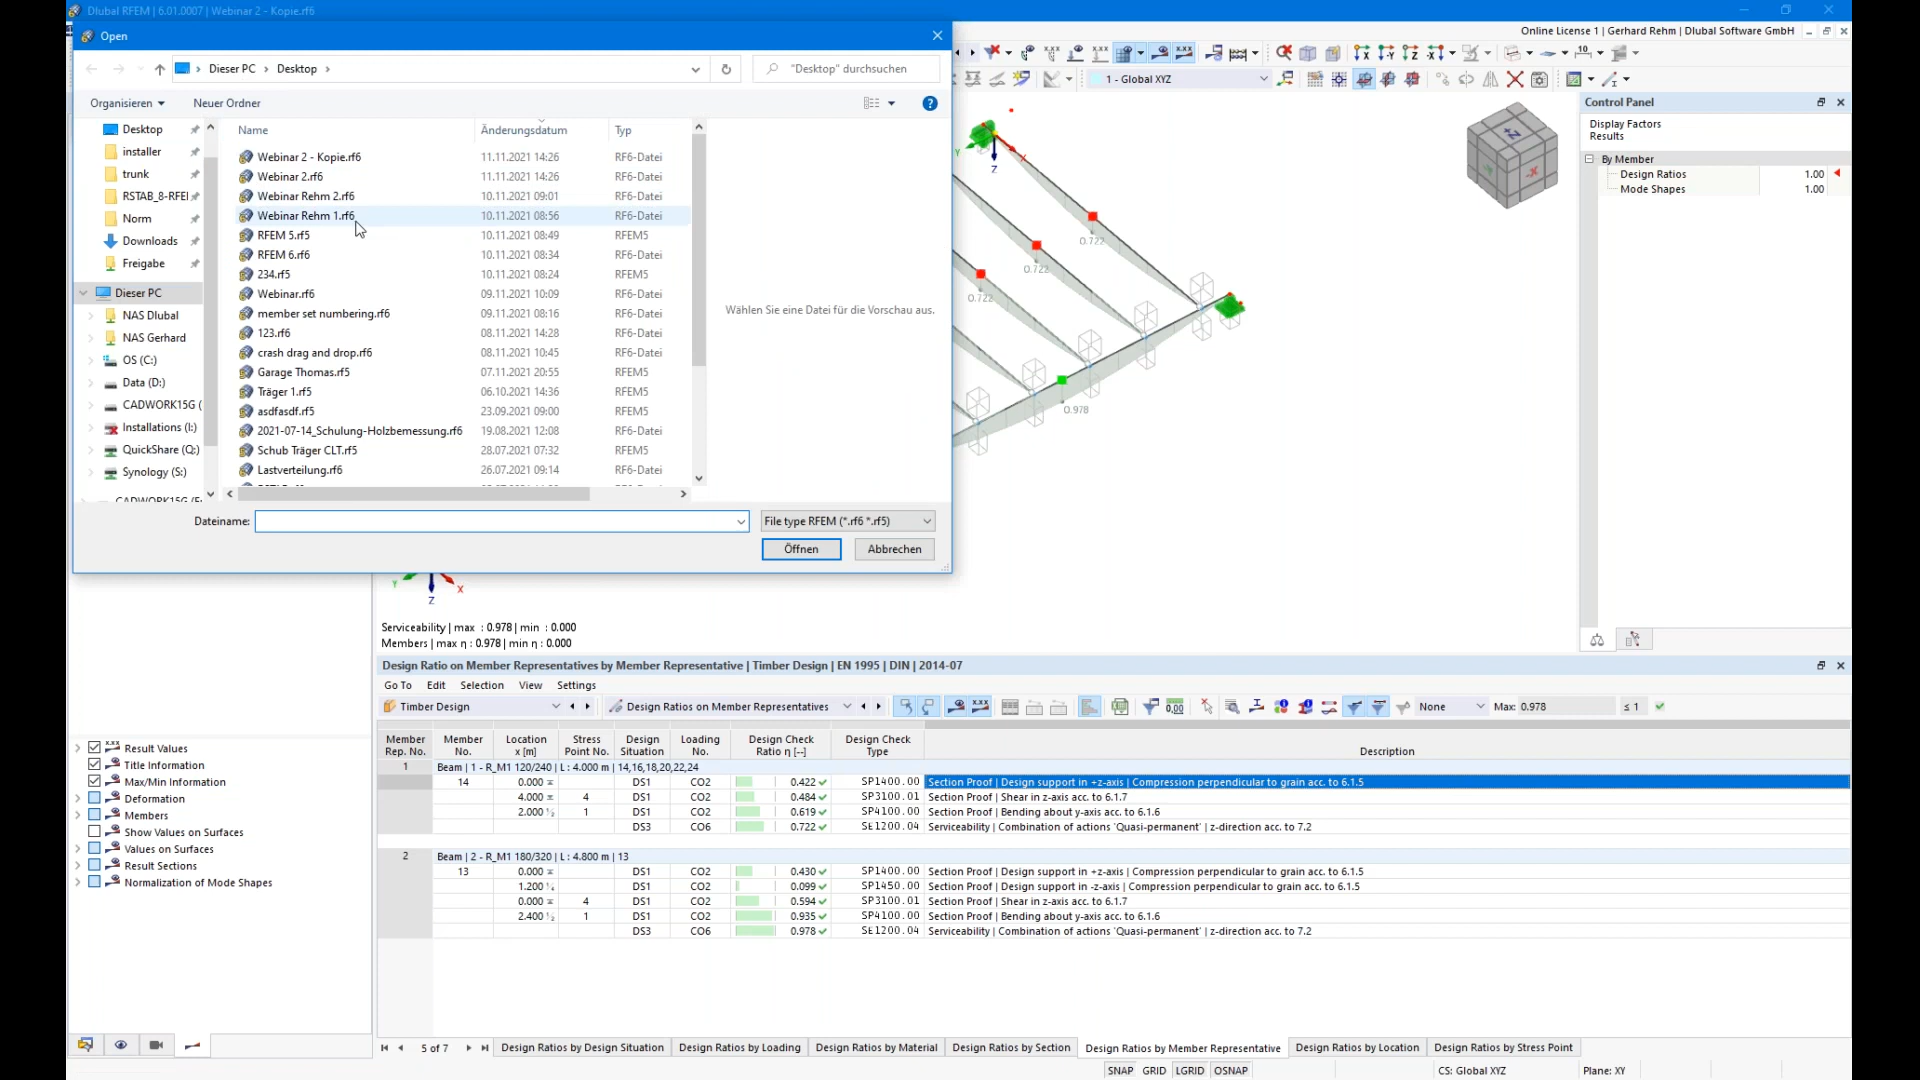 Dlubal RFEM | 6.01.0007 | Webinar 2 - Kopie.rf6
Open
Online License 1 | Gerhard Rehm | Dlubal Software GmbH
Dieser PC
Desktop
"Desktop" durchsuchen
1 - Global XYZ
Organisieren
Neuer Ordner
Control Panel
Display Factors
Results
By Member
Design Ratios 1.00
Mode Shapes 1.00
Desktop
installer
trunk
RSTAB_8-RFEI
Norm
Downloads
Freigabe
Dieser PC
NAS Dlubal
NAS Gerhard
OS (C:)
Data (D:)
CADWORK15G (
Installations (I:)
QuickShare (Q:)
Synology (S:)
Name Änderungsdatum Typ
Webinar 2 - Kopie.rf6 11.11.2021 14:26 RF6-Datei
Webinar 2.rf6 11.11.2021 14:26 RF6-Datei
Webinar Rehm 2.rf6 10.11.2021 09:01 RF6-Datei
Webinar Rehm 1.rf6 10.11.2021 08:56 RF6-Datei
RFEM 5.rf5 10.11.2021 08:49 RFEM5
RFEM 6.rf6 10.11.2021 08:34 RF6-Datei
234.rf5 10.11.2021 08:24 RFEM5
Webinar.rf6 09.11.2021 10:09 RF6-Datei
member set numbering.rf6 09.11.2021 08:16 RF6-Datei
123.rf6 08.11.2021 14:28 RF6-Datei
crash drag and drop.rf6 08.11.2021 10:45 RF6-Datei
Garage Thomas.rf5 07.11.2021 20:55 RFEM5
Träger 1.rf5 06.10.2021 14:36 RFEM5
asdfasdf.rf5 23.09.2021 09:00 RFEM5
2021-07-14_Schulung-Holzbemessung.rf6 19.08.2021 12:08 RF6-Datei
Schub Träger CLT.rf5 28.07.2021 07:32 RFEM5
Lastverteilung.rf6 26.07.2021 09:14 RF6-Datei
Wählen Sie eine Datei für die Vorschau aus.
Dateiname:
File type RFEM (*.rf6 *.rf5)
Öffnen
Abbrechen
Y
X
Z
+Z
-Y
-X
0.722
0.722
0.722
0.978
Y
X
Z
Serviceability | max : 0.978 | min : 0.000
Members | max η : 0.978 | min η : 0.000
Design Ratio on Member Representatives by Member Representative | Timber Design | EN 1995 | DIN | 2014-07
Go To Edit Selection View Settings
Timber Design
Design Ratios on Member Representatives
None
Max: 0.978 ≤ 1
Member Member Location Stress Design Loading Design Check Design Check
Rep. No. No. x [m] Point No. Situation No. Ratio η [--] Type Description
1 Beam | 1 - R_M1 120/240 | L : 4.000 m | 14,16,18,20,22,24
14 0.000 DS1 CO2 0.422 SP1400.00 Section Proof | Design support in +z-axis | Compression perpendicular to grain acc. to 6.1.5
4.000 4 DS1 CO2 0.484 SP3100.01 Section Proof | Shear in z-axis acc. to 6.1.7
2.000 ½ 1 DS1 CO2 0.619 SP4100.00 Section Proof | Bending about y-axis acc. to 6.1.6
DS3 CO6 0.722 SE1200.04 Serviceability | Combination of actions 'Quasi-permanent' | z-direction acc. to 7.2
2 Beam | 2 - R_M1 180/320 | L : 4.800 m | 13
13 0.000 DS1 CO2 0.430 SP1400.00 Section Proof | Design support in +z-axis | Compression perpendicular to grain acc. to 6.1.5
1.200 DS1 CO2 0.099 SP1450.00 Section Proof | Design support in -z-axis | Compression perpendicular to grain acc. to 6.1.5
0.000 4 DS1 CO2 0.594 SP3100.01 Section Proof | Shear in z-axis acc. to 6.1.7
2.400 ½ 1 DS1 CO2 0.935 SP4100.00 Section Proof | Bending about y-axis acc. to 6.1.6
DS3 CO6 0.978 SE1200.04 Serviceability | Combination of actions 'Quasi-permanent' | z-direction acc. to 7.2
Result Values
Title Information
Max/Min Information
Deformation
Members
Show Values on Surfaces
Values on Surfaces
Result Sections
Normalization of Mode Shapes
5 of 7
Design Ratios by Design Situation
Design Ratios by Loading
Design Ratios by Material
Design Ratios by Section
Design Ratios by Member Representative
Design Ratios by Location
Design Ratios by Stress Point
SNAP GRID LGRID OSNAP
CS: Global XYZ
Plane: XY